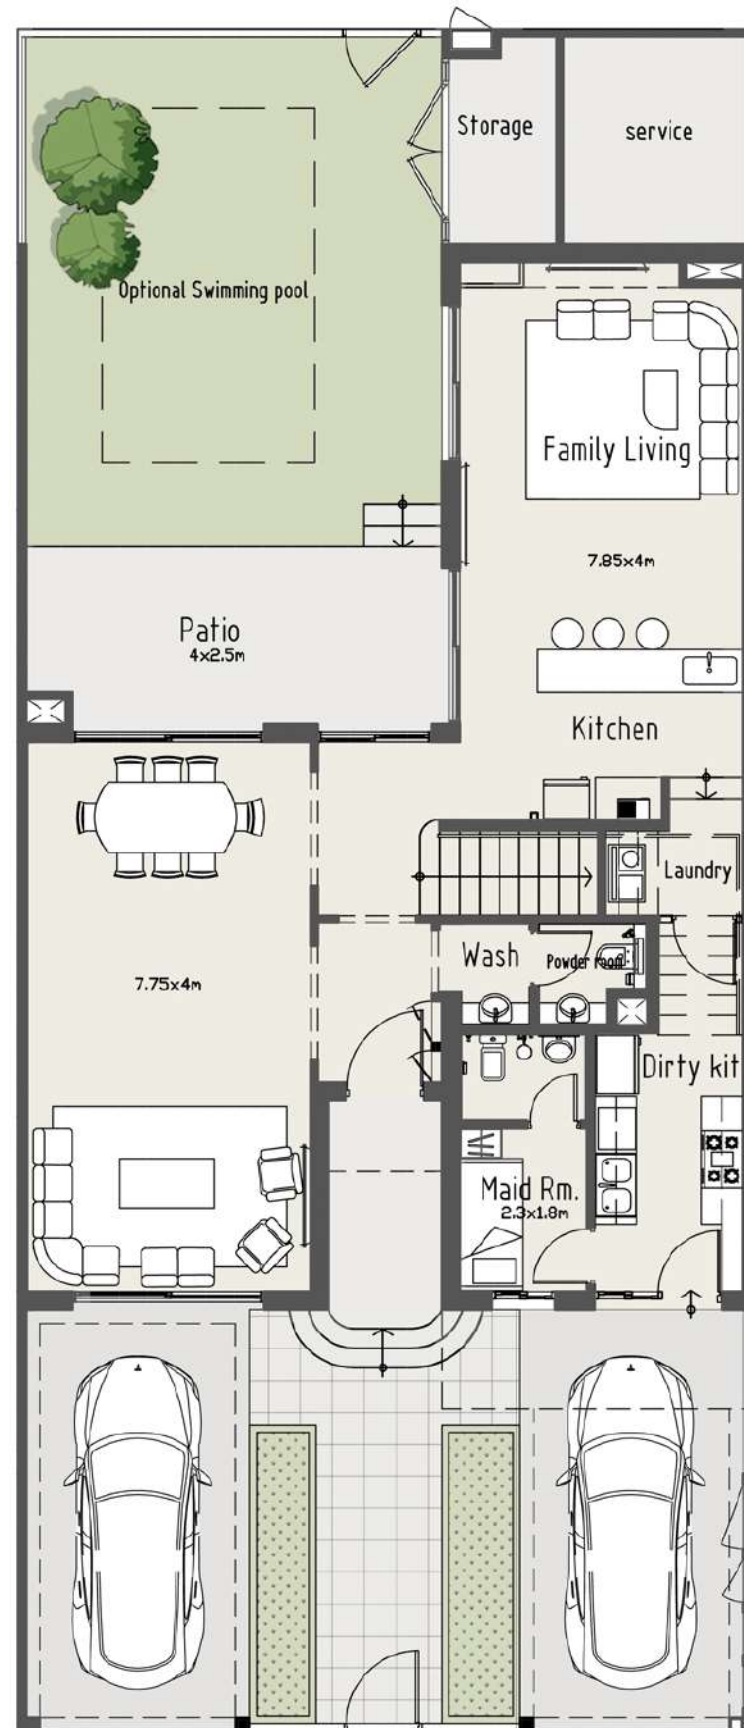 Storage
service
Optional Swimming pool
Family Living
7.85x4m
Patio
4x2.5m
Kitchen
Laundry
Wash
Powder room
7.75x4m
Dirty kit
Maid Rm.
2.3x1.8m